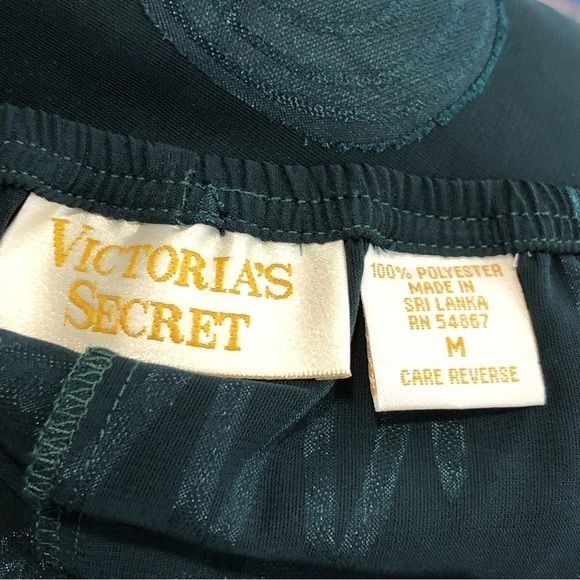 VICTORIA'S
SECRET
100% POLYESTER
MADE IN
SRI LANKA
RN 54867
M
CARE REVERSE